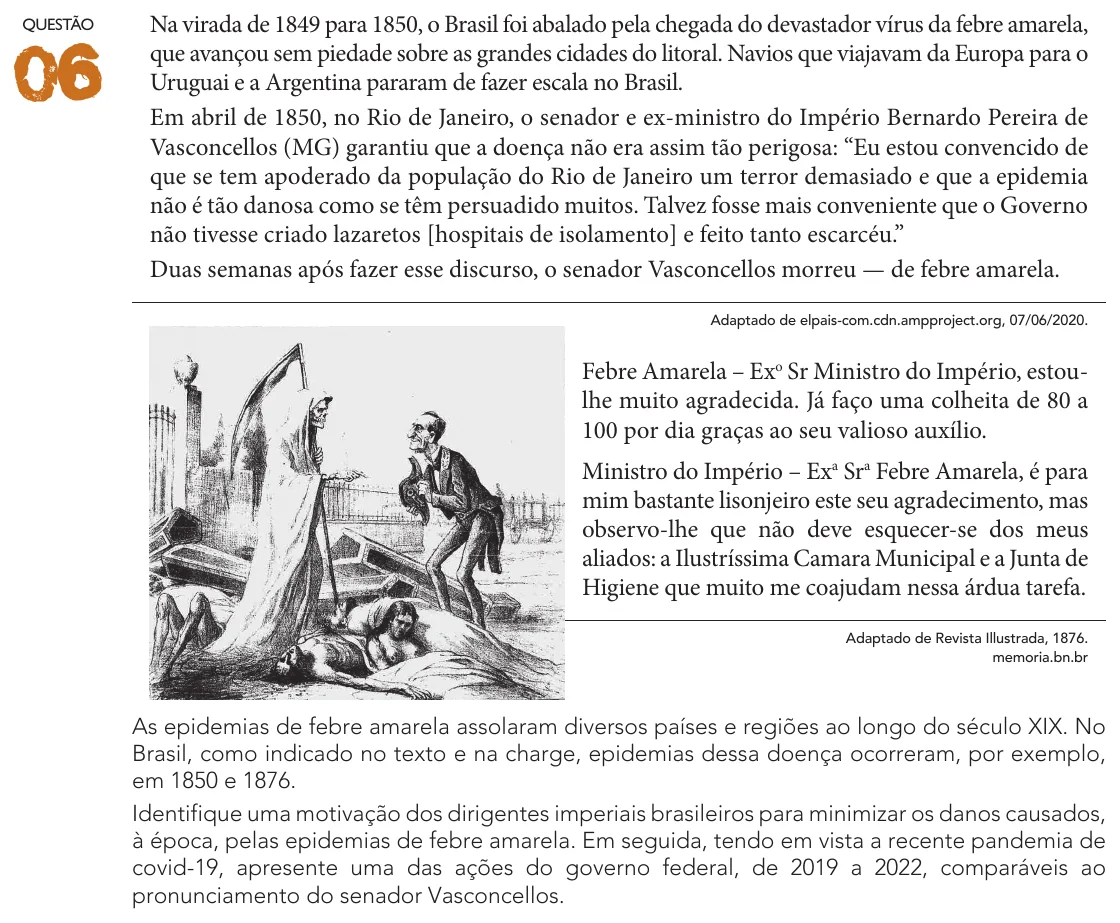 QUESTÃO
06
Na virada de 1849 para 1850, o Brasil foi abalado pela chegada do devastador vírus da febre amarela,
que avançou sem piedade sobre as grandes cidades do litoral. Navios que viajavam da Europa para o
Uruguai e a Argentina pararam de fazer escala no Brasil.
Em abril de 1850, no Rio de Janeiro, o senador e ex-ministro do Império Bernardo Pereira de
Vasconcellos (MG) garantiu que a doença não era assim tão perigosa: “Eu estou convencido de
que se tem apoderado da população do Rio de Janeiro um terror demasiado e que a epidemia
não é tão danosa como se têm persuadido muitos. Talvez fosse mais conveniente que o Governo
não tivesse criado lazaretos [hospitais de isolamento] e feito tanto escarcéu.”
Duas semanas após fazer esse discurso, o senador Vasconcellos morreu — de febre amarela.
Adaptado de elpais-com.cdn.ampproject.org, 07/06/2020.
Febre Amarela – Exº Sr Ministro do Império, estou-
lhe muito agradecida. Já faço uma colheita de 80 a
100 por dia graças ao seu valioso auxílio.
Ministro do Império – Exª Srª Febre Amarela, é para
mim bastante lisonjeiro este seu agradecimento, mas
observo-lhe que não deve esquecer-se dos meus
aliados: a Ilustríssima Camara Municipal e a Junta de
Higiene que muito me coajudam nessa árdua tarefa.
Adaptado de Revista Illustrada, 1876.
memoria.bn.br
As epidemias de febre amarela assolaram diversos países e regiões ao longo do século XIX. No
Brasil, como indicado no texto e na charge, epidemias dessa doença ocorreram, por exemplo,
em 1850 e 1876.
Identifique uma motivação dos dirigentes imperiais brasileiros para minimizar os danos causados,
à época, pelas epidemias de febre amarela. Em seguida, tendo em vista a recente pandemia de
covid-19, apresente uma das ações do governo federal, de 2019 a 2022, comparáveis ao
pronunciamento do senador Vasconcellos.